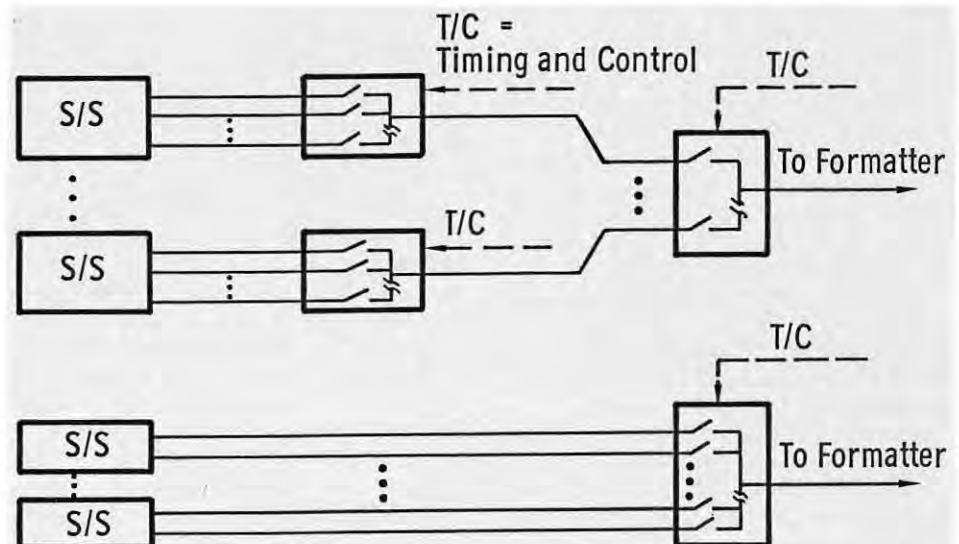 T/C =
Timing and Control
T/C
S/S
To Formatter
T/C
S/S
T/C
S/S
To Formatter
S/S